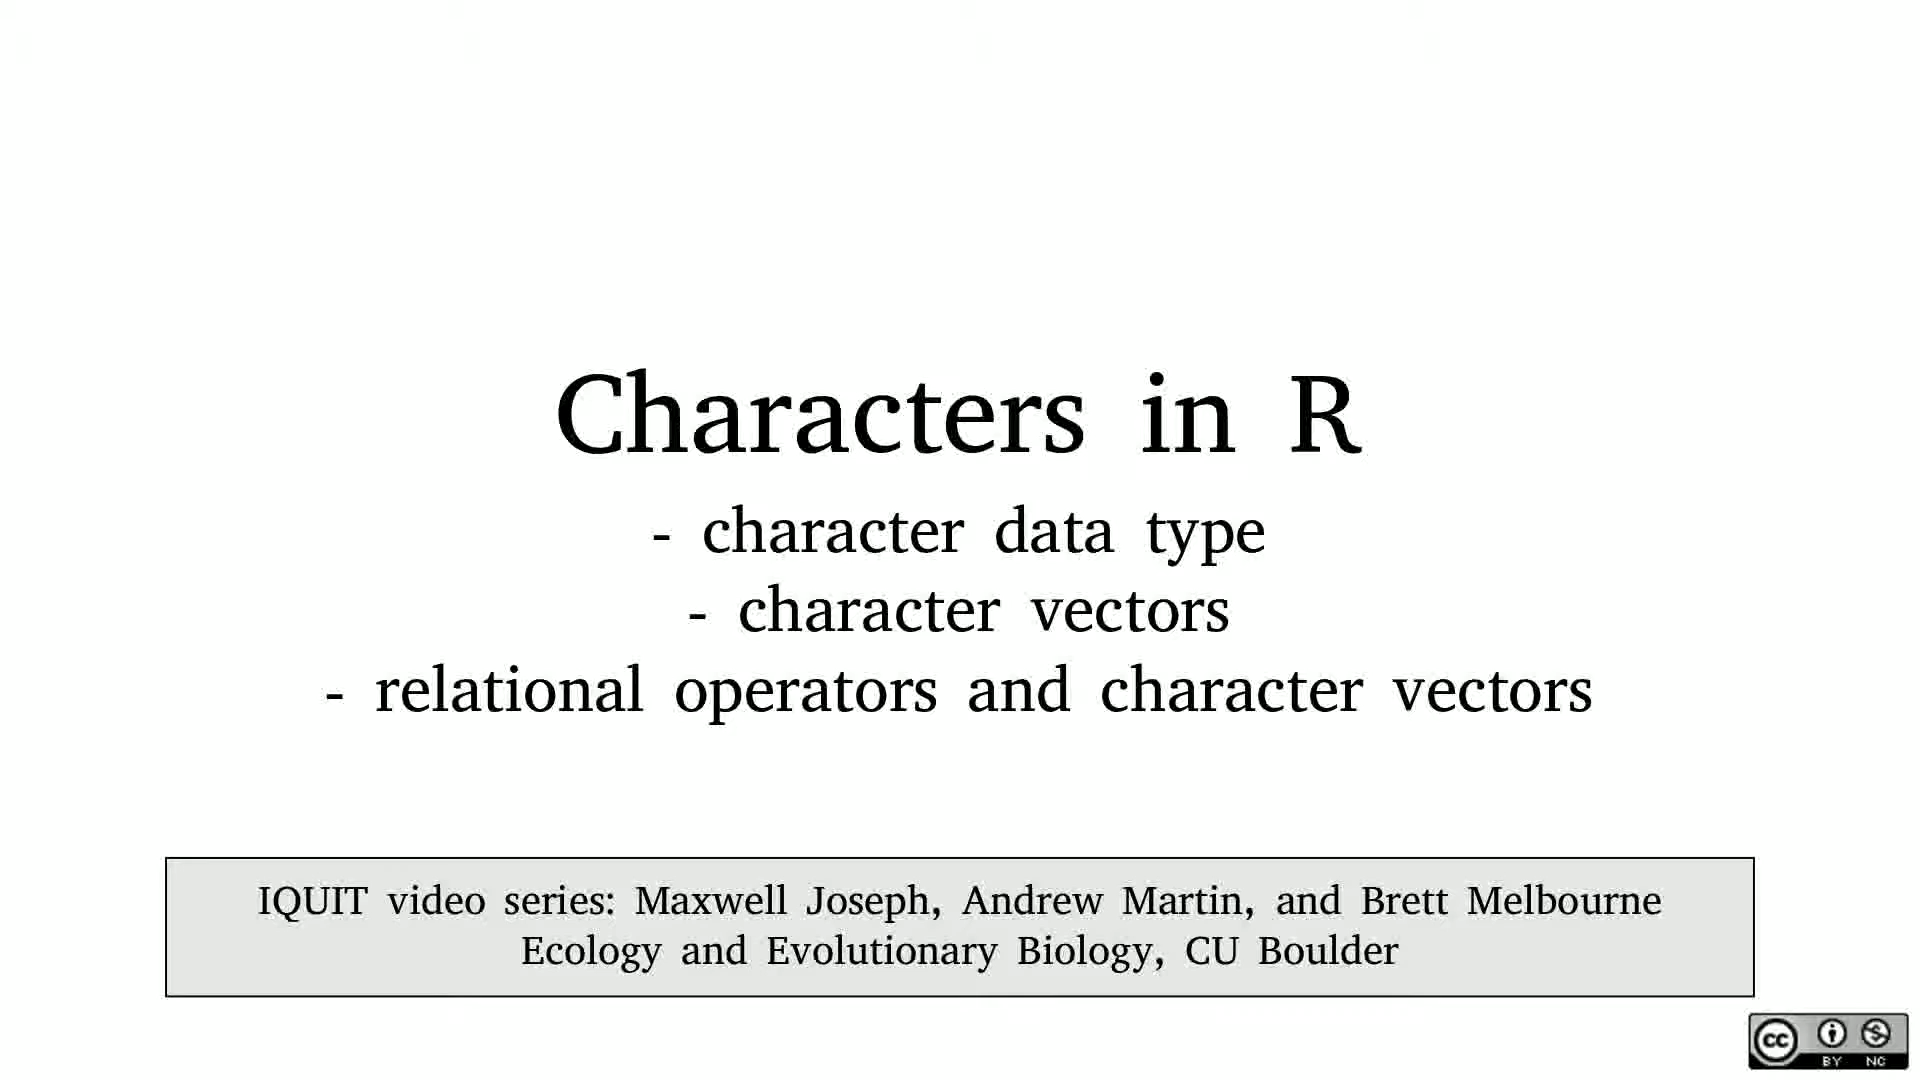 Characters in R
- character data type
- character vectors
- relational operators and character vectors
IQUIT video series: Maxwell Joseph, Andrew Martin, and Brett Melbourne
Ecology and Evolutionary Biology, CU Boulder
cc
BY NC